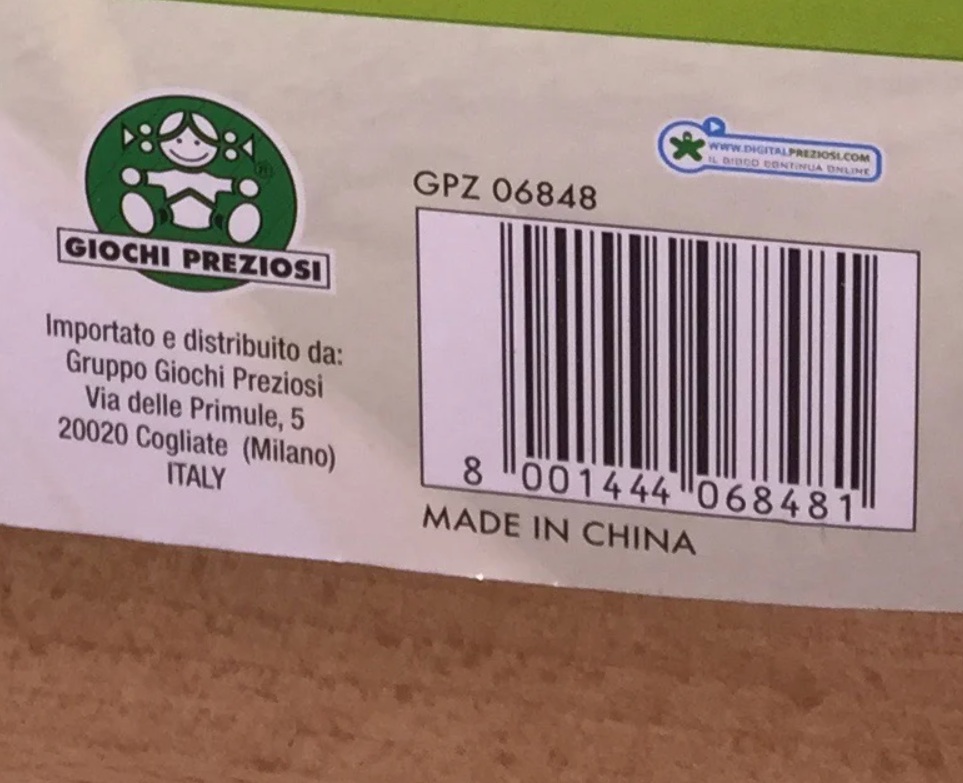 GIOCHI PREZIOSI
Importato e distribuito da:
Gruppo Giochi Preziosi
Via delle Primule, 5
20020 Cogliate (Milano)
ITALY
WWW.DIGITALPREZIOSI.COM
IL GIOCO CONTINUA ONLINE
GPZ 06848
8 001444 068481
MADE IN CHINA